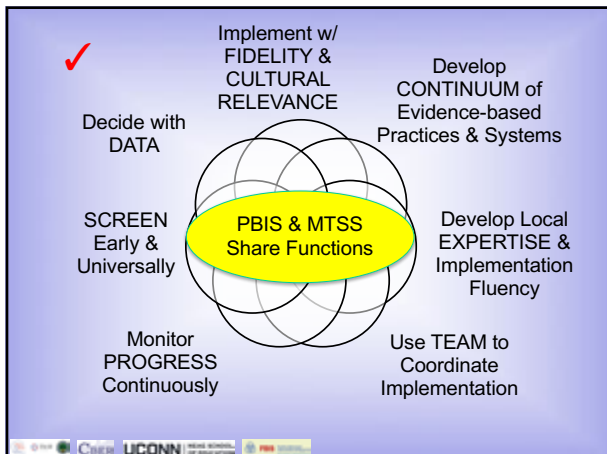 Implement w/
FIDELITY &
CULTURAL
RELEVANCE
Develop
CONTINUUM of
Evidence-based
Practices & Systems
Develop Local
EXPERTISE &
Implementation
Fluency
Use TEAM to
Coordinate
Implementation
Monitor
PROGRESS
Continuously
SCREEN
Early &
Universally
Decide with
DATA
PBIS & MTSS
Share Functions
CBER UCONN